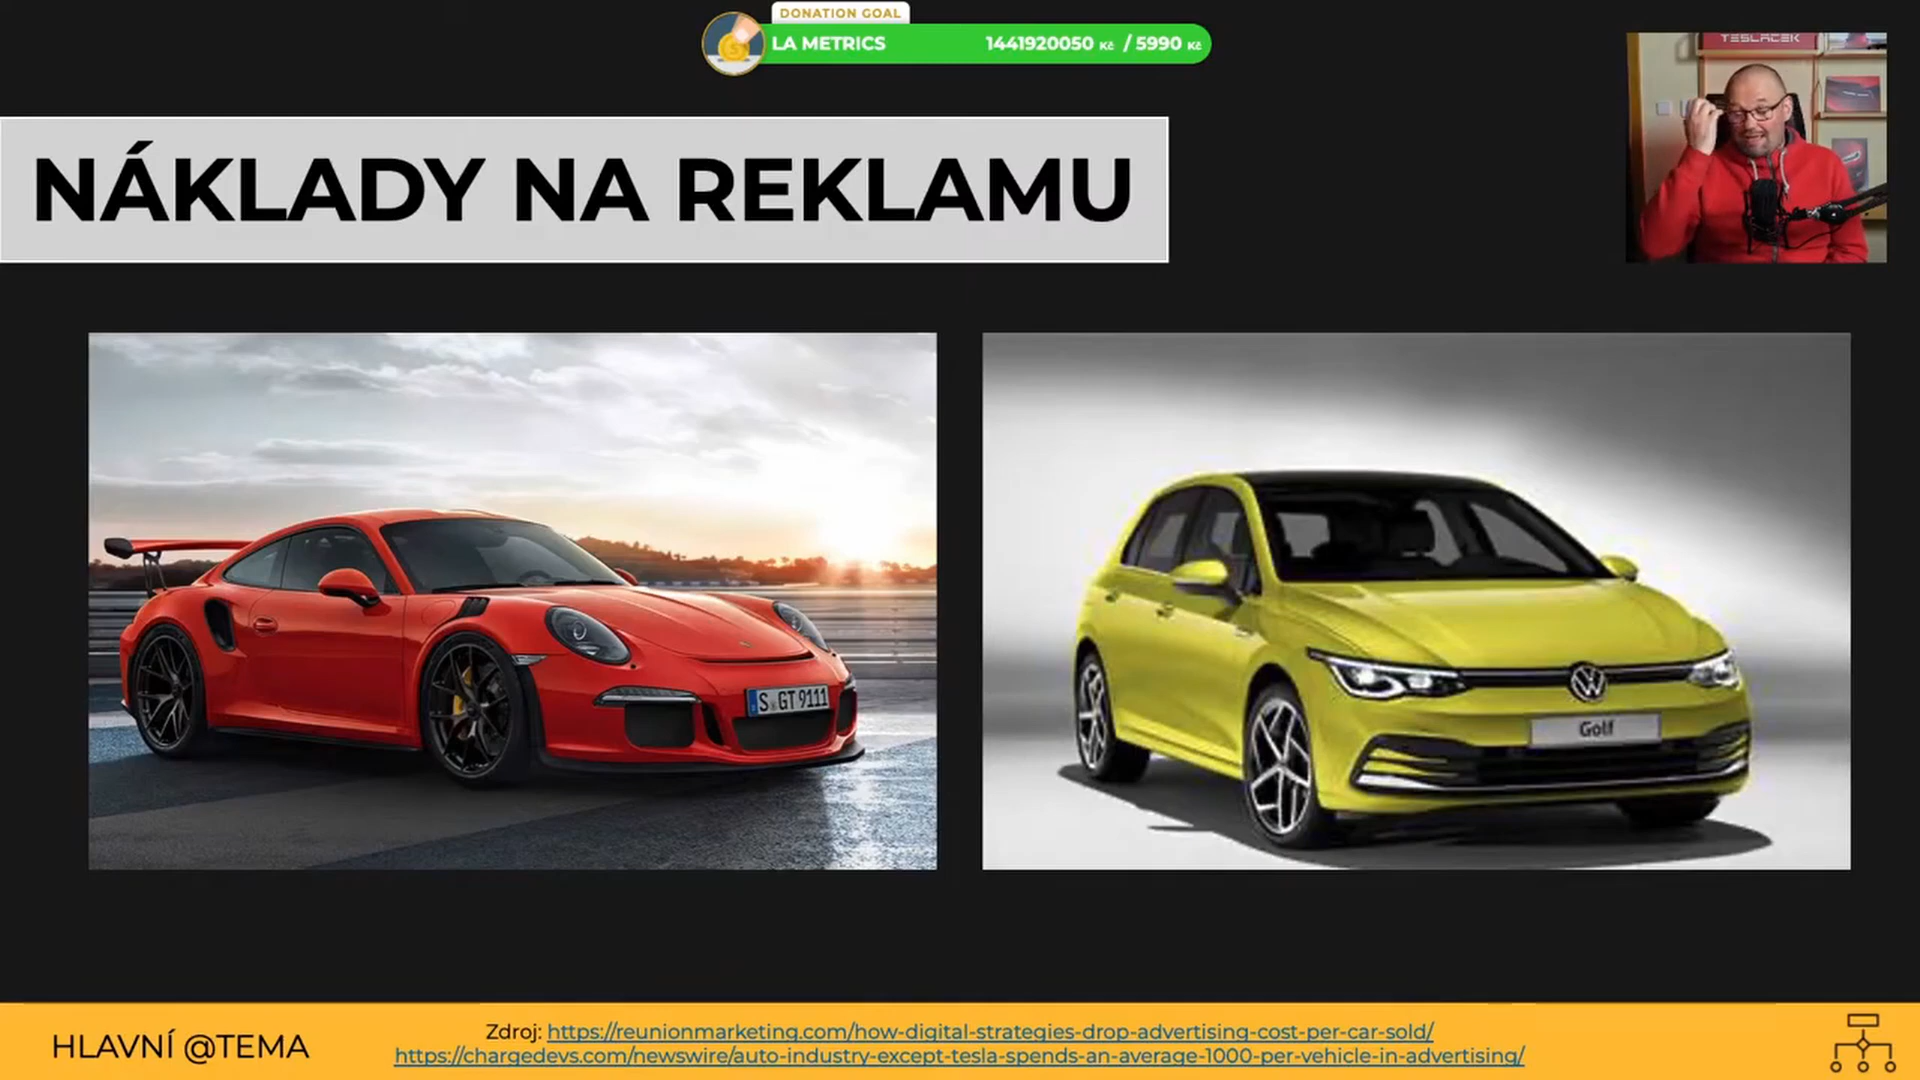 DONATION GOAL
LA METRICS 1441920050 Kč / 5990 Kč
TESLACEK
NÁKLADY NA REKLAMU
S GT 9111
Golf
HLAVNÍ @TEMA
Zdroj: https://reunionmarketing.com/how-digital-strategies-drop-advertising-cost-per-car-sold/
https://chargedevs.com/newswire/auto-industry-except-tesla-spends-an-average-1000-per-vehicle-in-advertising/